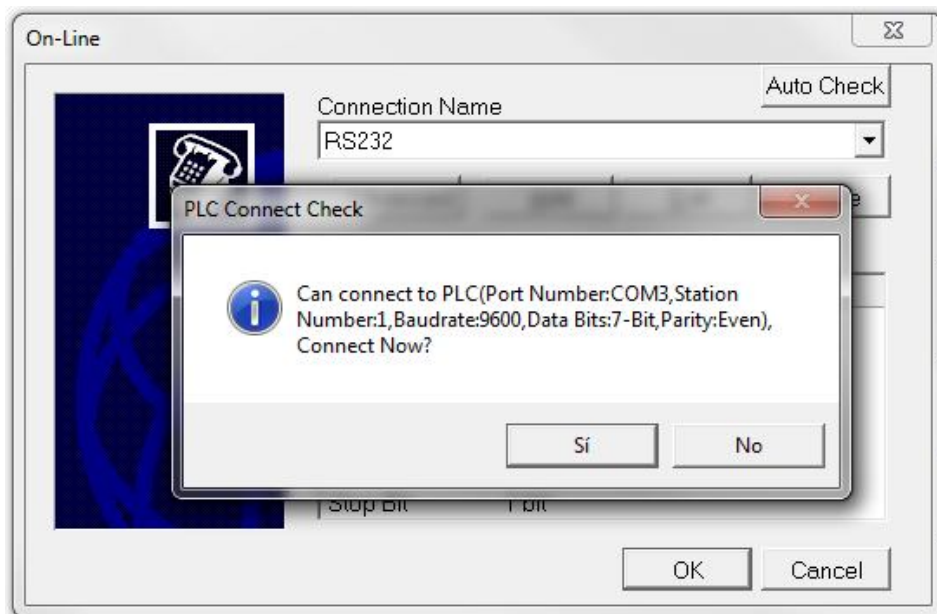 On-Line
Auto Check
Connection Name
RS232
PLC Connect Check
Can connect to PLC(Port Number:COM3,Station
Number:1,Baudrate:9600,Data Bits:7-Bit,Parity:Even),
Connect Now?
Sí
No
Stop Bit 1 bit
OK
Cancel